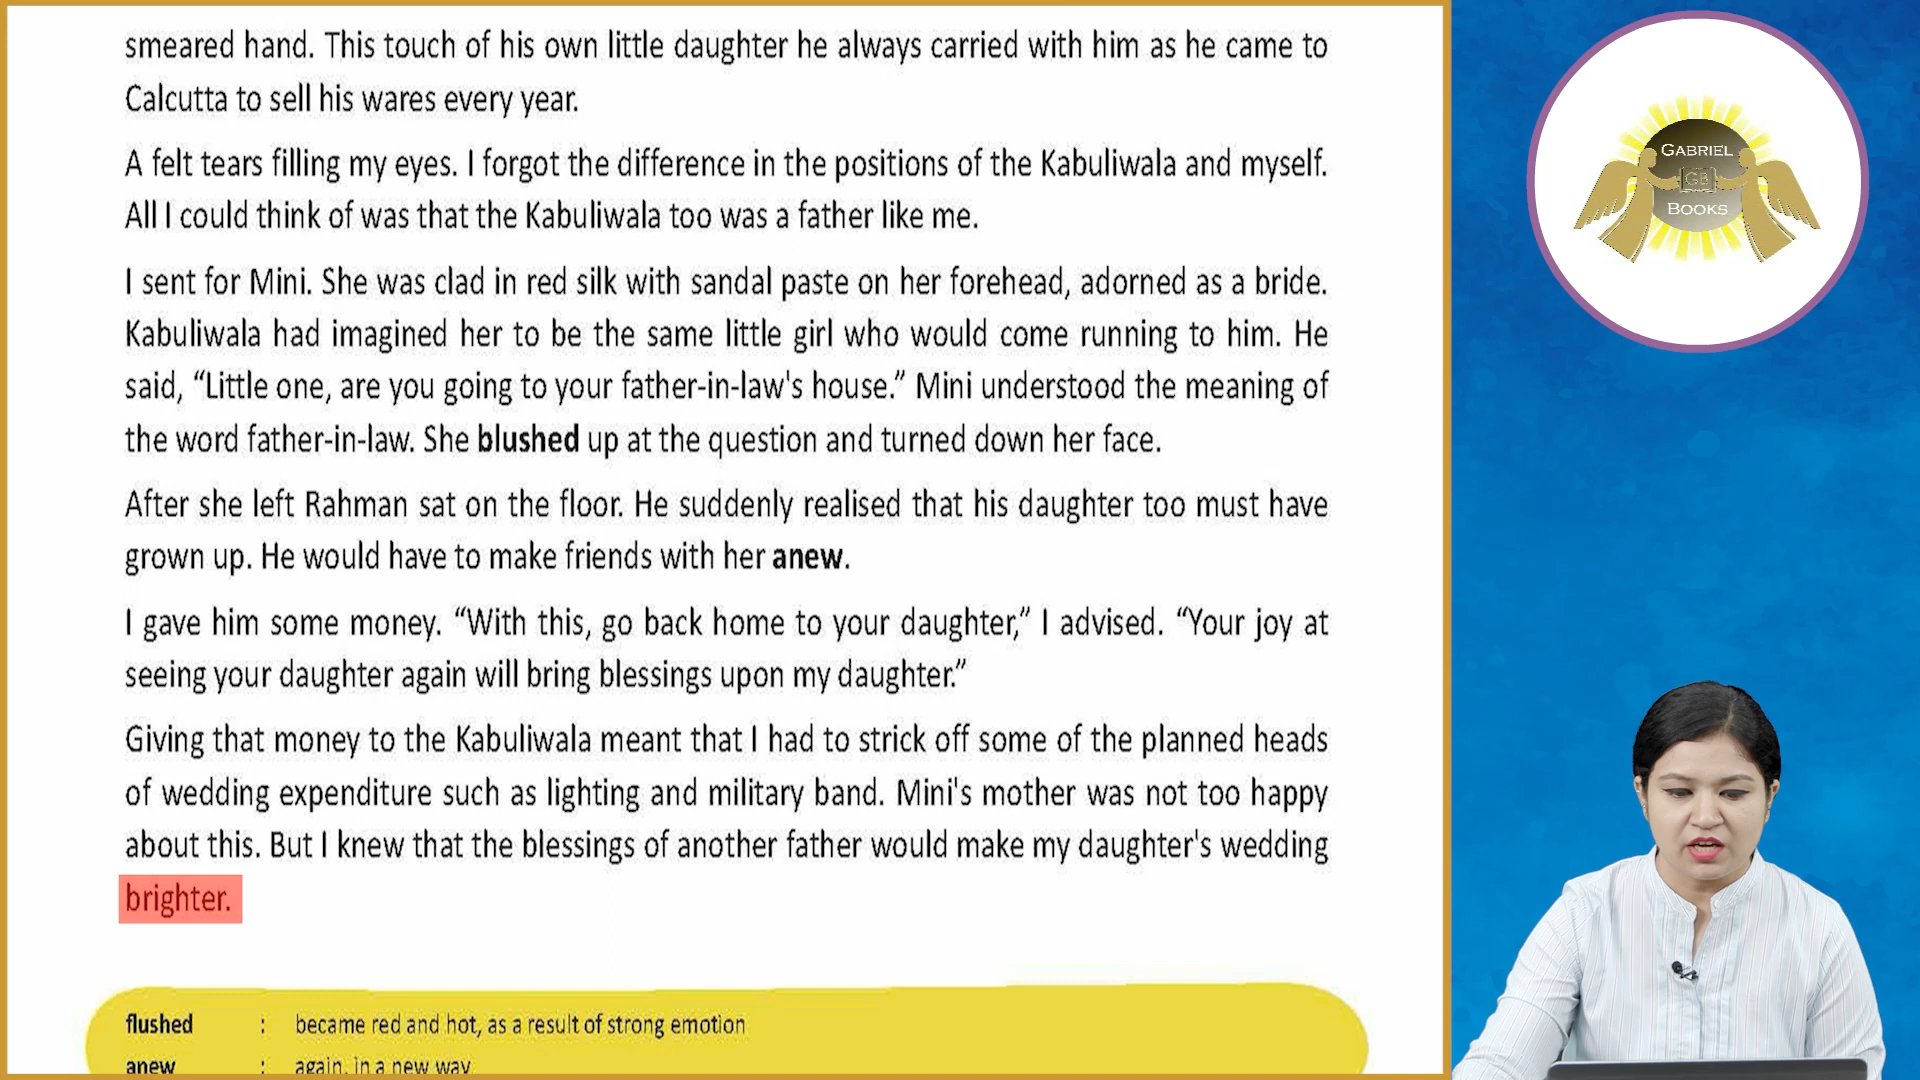 smeared hand. This touch of his own little daughter he always carried with him as he came to
Calcutta to sell his wares every year.
A felt tears filling my eyes. I forgot the difference in the positions of the Kabuliwala and myself.
All I could think of was that the Kabuliwala too was a father like me.
I sent for Mini. She was clad in red silk with sandal paste on her forehead, adorned as a bride.
Kabuliwala had imagined her to be the same little girl who would come running to him. He
said, “Little one, are you going to your father-in-law's house.” Mini understood the meaning of
the word father-in-law. She blushed up at the question and turned down her face.
After she left Rahman sat on the floor. He suddenly realised that his daughter too must have
grown up. He would have to make friends with her anew.
I gave him some money. “With this, go back home to your daughter,” I advised. “Your joy at
seeing your daughter again will bring blessings upon my daughter.”
Giving that money to the Kabuliwala meant that I had to strick off some of the planned heads
of wedding expenditure such as lighting and military band. Mini's mother was not too happy
about this. But I knew that the blessings of another father would make my daughter's wedding
brighter.
flushed : became red and hot, as a result of strong emotion
anew : again, in a new way
GABRIEL
GB
BOOKS